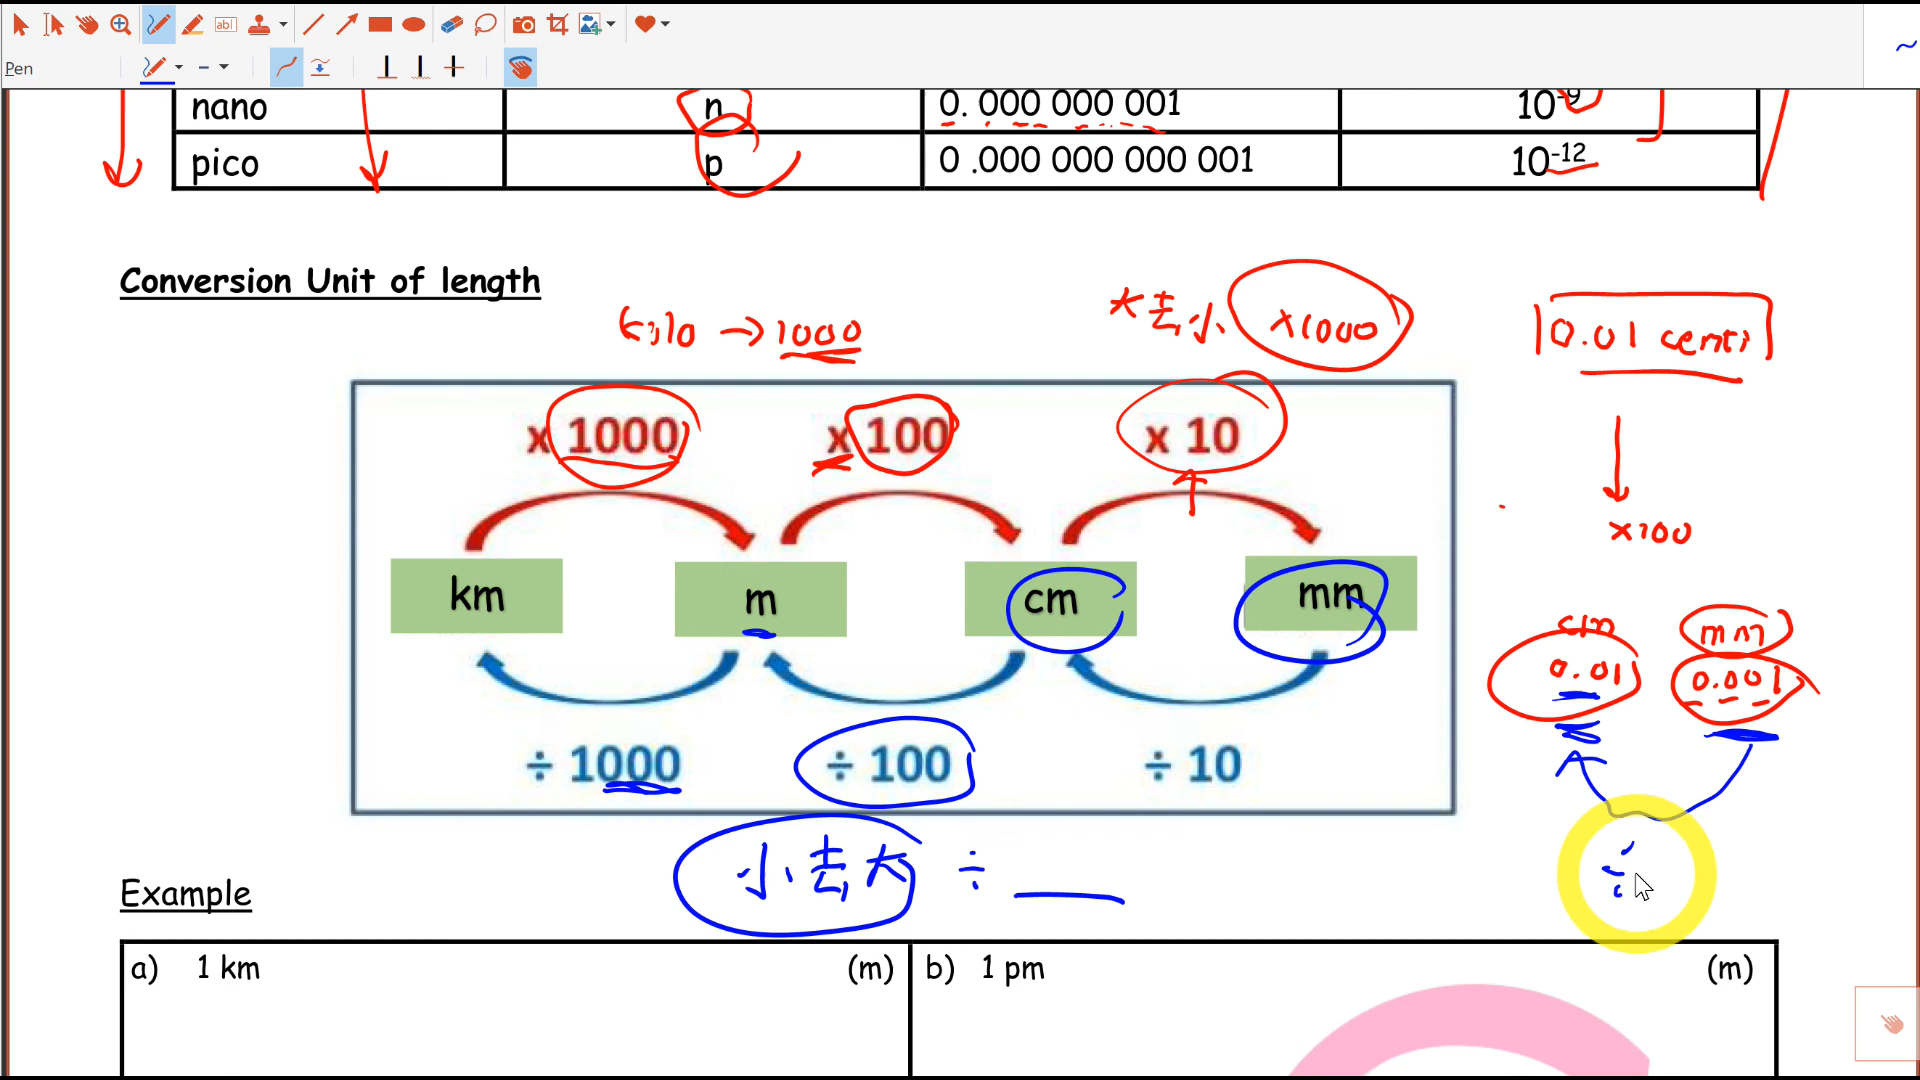 abl
Pen
nano n 0. 000 000 001 10-9
pico p 0 .000 000 000 001 10-12
Conversion Unit of length
kilo → 1000
大去小 x1000
0.01 centi
x 1000 x 100 x 10
x100
km m cm mm
cm mm
0.01 0.001
÷ 1000 ÷ 100 ÷ 10
小去大 ÷
÷
Example
a) 1 km (m) b) 1 pm (m)